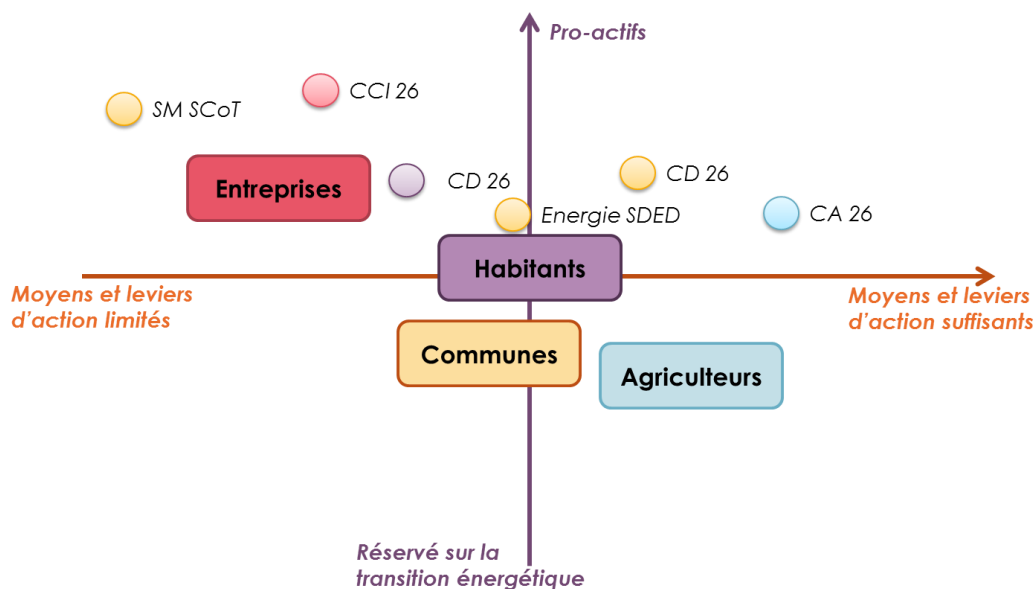 Pro-actifs
CCI 26
SM SCoT
Entreprises
CD 26
CD 26
Energie SDED
CA 26
Habitants
Moyens et leviers
d'action limités
Moyens et leviers
d'action suffisants
Communes
Agriculteurs
Réservé sur la
transition énergétique